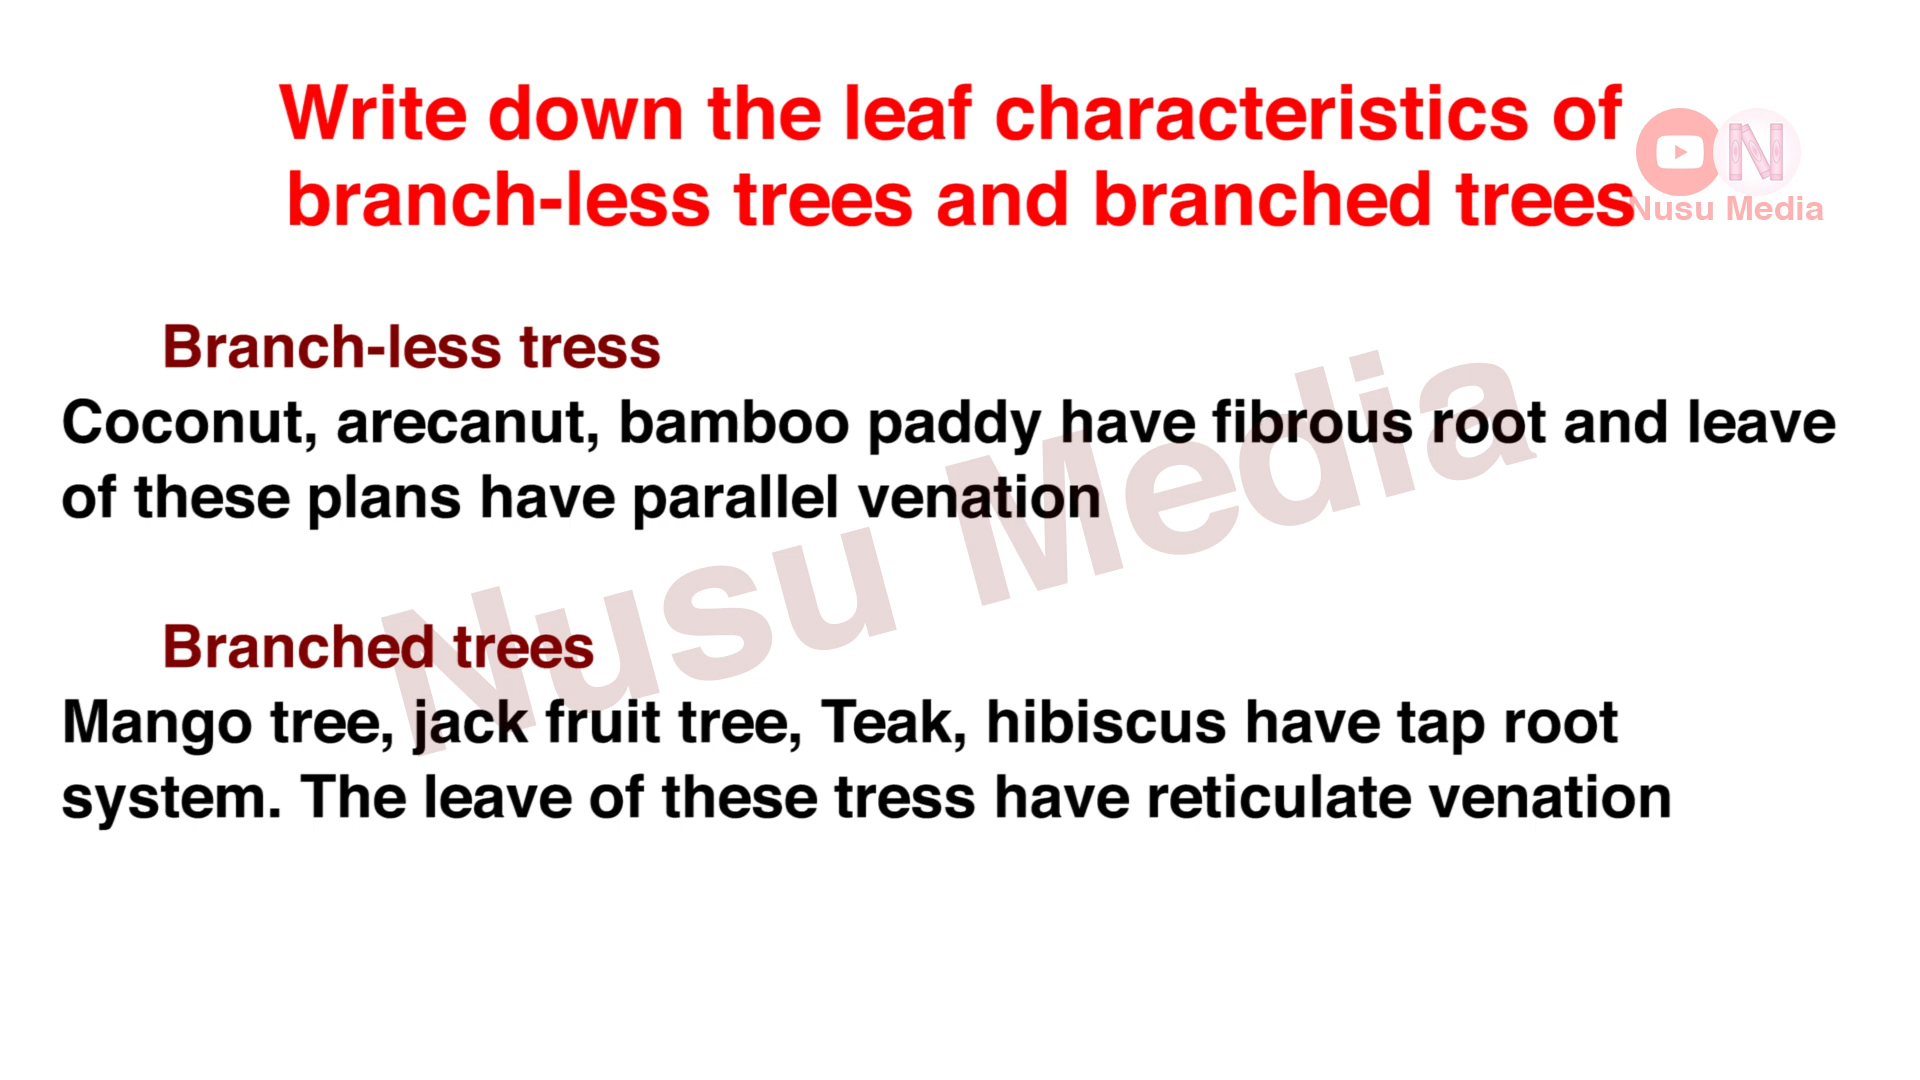 Write down the leaf characteristics of
branch-less trees and branched trees
Nusu Media
Branch-less tress
Coconut, arecanut, bamboo paddy have fibrous root and leave
of these plans have parallel venation
Nusu Media
Branched trees
Mango tree, jack fruit tree, Teak, hibiscus have tap root
system. The leave of these tress have reticulate venation